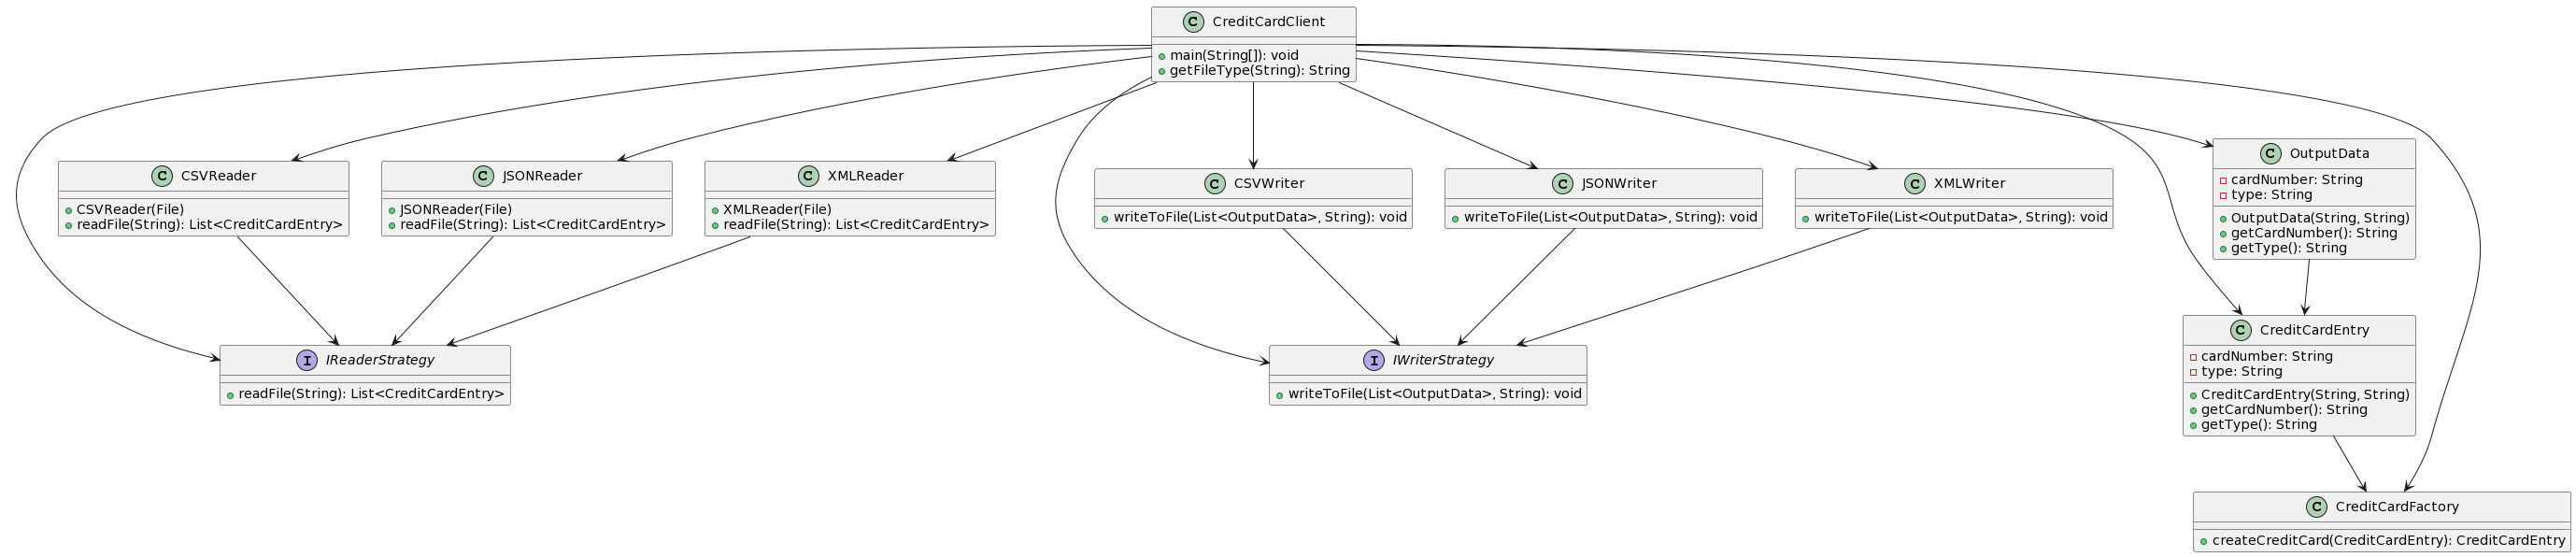 C CreditCardClient
main(String[]): void
getFileType(String): String
C CSVReader
CSVReader(File)
readFile(String): List<CreditCardEntry>
C JSONReader
JSONReader(File)
readFile(String): List<CreditCardEntry>
C XMLReader
XMLReader(File)
readFile(String): List<CreditCardEntry>
C CSVWriter
writeToFile(List<OutputData>, String): void
C JSONWriter
writeToFile(List<OutputData>, String): void
C XMLWriter
writeToFile(List<OutputData>, String): void
C OutputData
cardNumber: String
type: String
OutputData(String, String)
getCardNumber(): String
getType(): String
I IReaderStrategy
readFile(String): List<CreditCardEntry>
I IWriterStrategy
writeToFile(List<OutputData>, String): void
C CreditCardEntry
cardNumber: String
type: String
CreditCardEntry(String, String)
getCardNumber(): String
getType(): String
C CreditCardFactory
createCreditCard(CreditCardEntry): CreditCardEntry